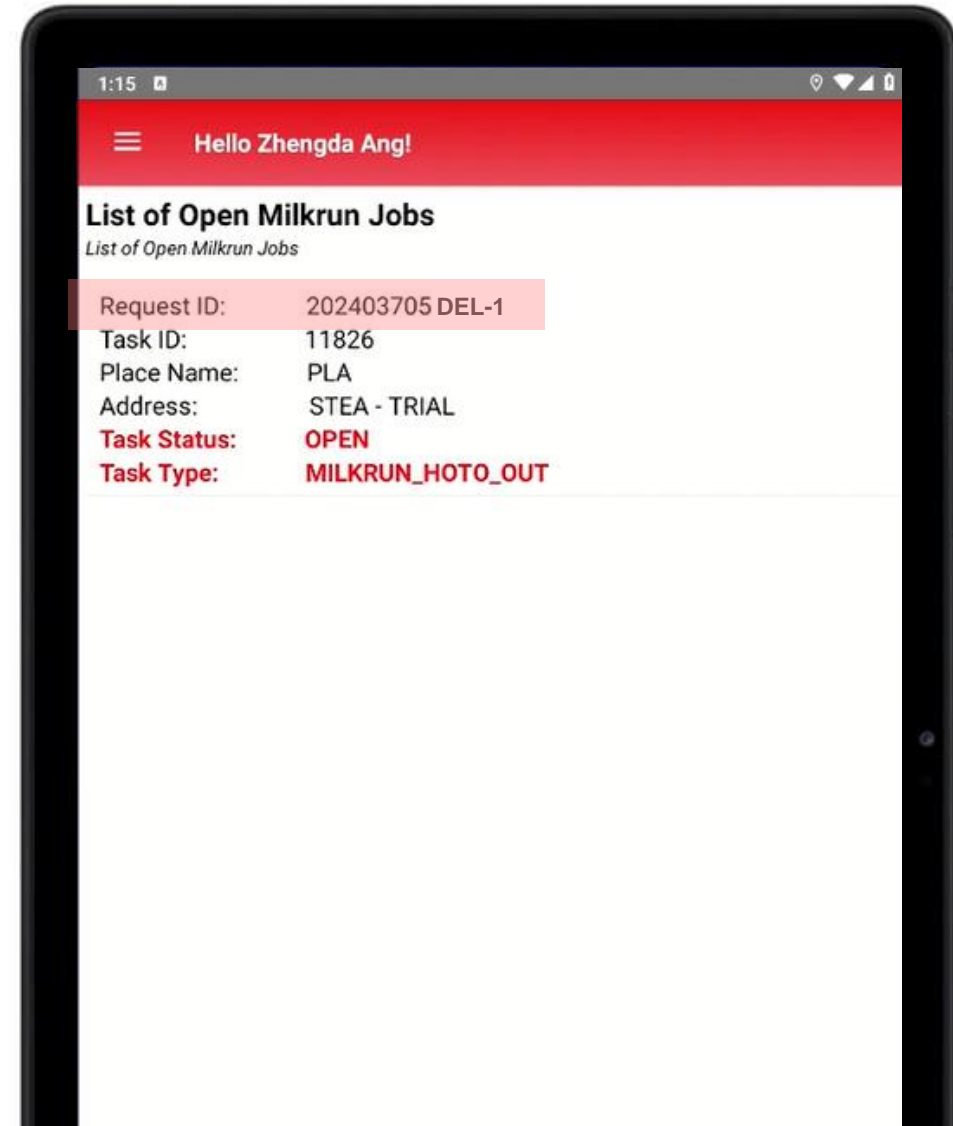 1:15
Hello Zhengda Ang!
List of Open Milkrun Jobs
List of Open Milkrun Jobs
Request ID: 202403705 DEL-1
Task ID: 11826
Place Name: PLA
Address: STEA - TRIAL
Task Status: OPEN
Task Type: MILKRUN_HOTO_OUT